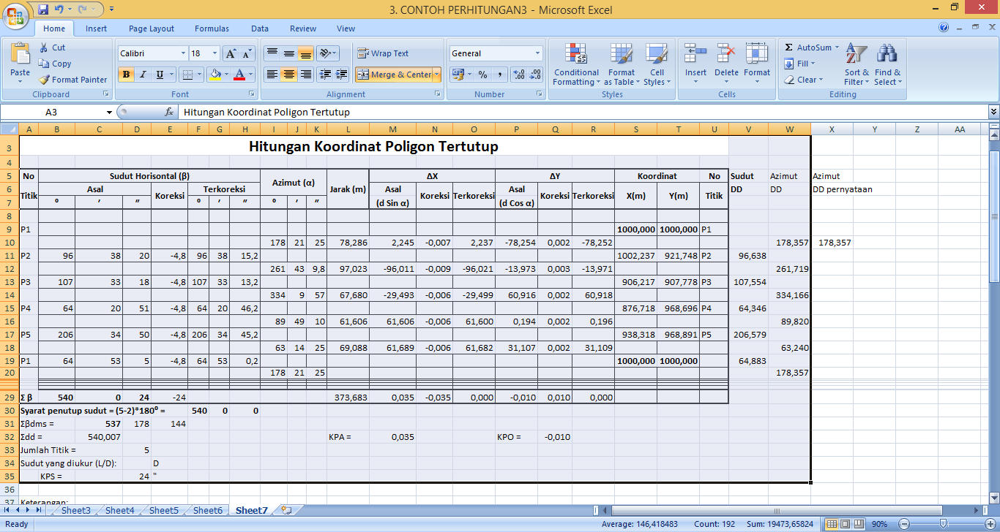 3. CONTOH PERHITUNGAN3 - Microsoft Excel
Home Insert Page Layout Formulas Data Review View
Paste Cut Copy Format Painter Clipboard
Calibri 18 A A B I U A Font
Wrap Text Merge & Center Alignment
General % , Number
Conditional Formatting Format as Table Cell Styles Styles
Insert Delete Format Cells
Σ AutoSum Fill Clear Sort & Filter Find & Select Editing
A3 fx Hitungan Koordinat Poligon Tertutup
A B C D E F G H I J K L M N O P Q R S T U V W X Y Z AA
3 Hitungan Koordinat Poligon Tertutup
4
5 No Sudut Horisontal (β) Azimut (α) Jarak (m) ΔX ΔY Koordinat No Sudut Azimut Azimut
6 Titik Asal Koreksi Terkoreksi Asal Koreksi Terkoreksi Asal Koreksi Terkoreksi X(m) Y(m) Titik DD DD DD pernyataan
7 ⁰ ′ ″ ⁰ ′ ″ ⁰ ′ ″ (d Sin α) (d Cos α)
8
9 P1 1000,000 1000,000 P1
10 178 21 25 78,286 2,245 -0,007 2,237 -78,254 0,002 -78,252 178,357 178,357
11 P2 96 38 20 -4,8 96 38 15,2 1002,237 921,748 P2 96,638
12 261 43 9,8 97,023 -96,011 -0,009 -96,021 -13,973 0,003 -13,971 261,719
13 P3 107 33 18 -4,8 107 33 13,2 906,217 907,778 P3 107,554
14 334 9 57 67,680 -29,493 -0,006 -29,499 60,916 0,002 60,918 334,166
15 P4 64 20 51 -4,8 64 20 46,2 876,718 968,696 P4 64,346
16 89 49 10 61,606 61,606 -0,006 61,600 0,194 0,002 0,196 89,820
17 P5 206 34 50 -4,8 206 34 45,2 938,318 968,891 P5 206,579
18 63 14 25 69,088 61,689 -0,006 61,682 31,107 0,002 31,109 63,240
19 P1 64 53 5 -4,8 64 53 0,2 1000,000 1000,000 64,883
20 178 21 25 178,357
29 Σ β 540 0 24 -24 373,683 0,035 -0,035 0,000 -0,010 0,010 0,000
30 Syarat penutup sudut = (5-2)*180⁰ = 540 0 0
31 Σβdms = 537 178 144
32 Σdd = 540,007 KPA = 0,035 KPO = -0,010
33 Jumlah Titik = 5
34 Sudut yang diukur (L/D): D
35 KPS = 24 "
36
37 Keterangan:
Sheet3 Sheet4 Sheet5 Sheet6 Sheet7
Ready Average: 146,418483 Count: 192 Sum: 19473,65824 90%